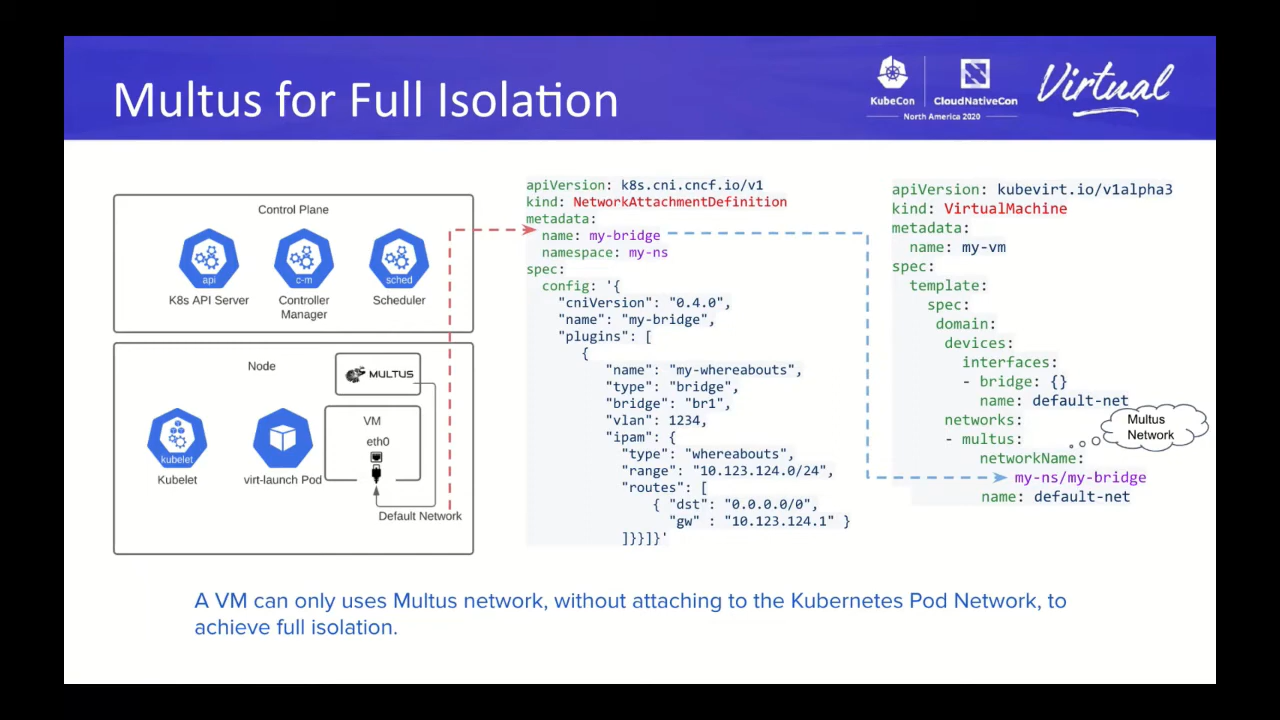 Multus for Full Isolation
KubeCon
CloudNativeCon
North America 2020
Virtual
Control Plane
api
c-m
sched
K8s API Server
Controller
Manager
Scheduler
Node
MULTUS
VM
eth0
kubelet
Kubelet
virt-launch Pod
Default Network
apiVersion: k8s.cni.cncf.io/v1
kind: NetworkAttachmentDefinition
metadata:
  name: my-bridge
  namespace: my-ns
spec:
  config: '{
    "cniVersion": "0.4.0",
    "name": "my-bridge",
    "plugins": [
       {
          "name": "my-whereabouts",
          "type": "bridge",
          "bridge": "br1",
          "vlan": 1234,
          "ipam": {
            "type": "whereabouts",
            "range": "10.123.124.0/24",
            "routes": [
                { "dst": "0.0.0.0/0",
                  "gw" : "10.123.124.1" }
            ]}}]}'
apiVersion: kubevirt.io/v1alpha3
kind: VirtualMachine
metadata:
  name: my-vm
spec:
  template:
    spec:
     domain:
      devices:
        interfaces:
        - bridge: {}
          name: default-net
      networks:
      - multus:
          networkName:
              my-ns/my-bridge
          name: default-net
Multus
Network
A VM can only uses Multus network, without attaching to the Kubernetes Pod Network, to
achieve full isolation.